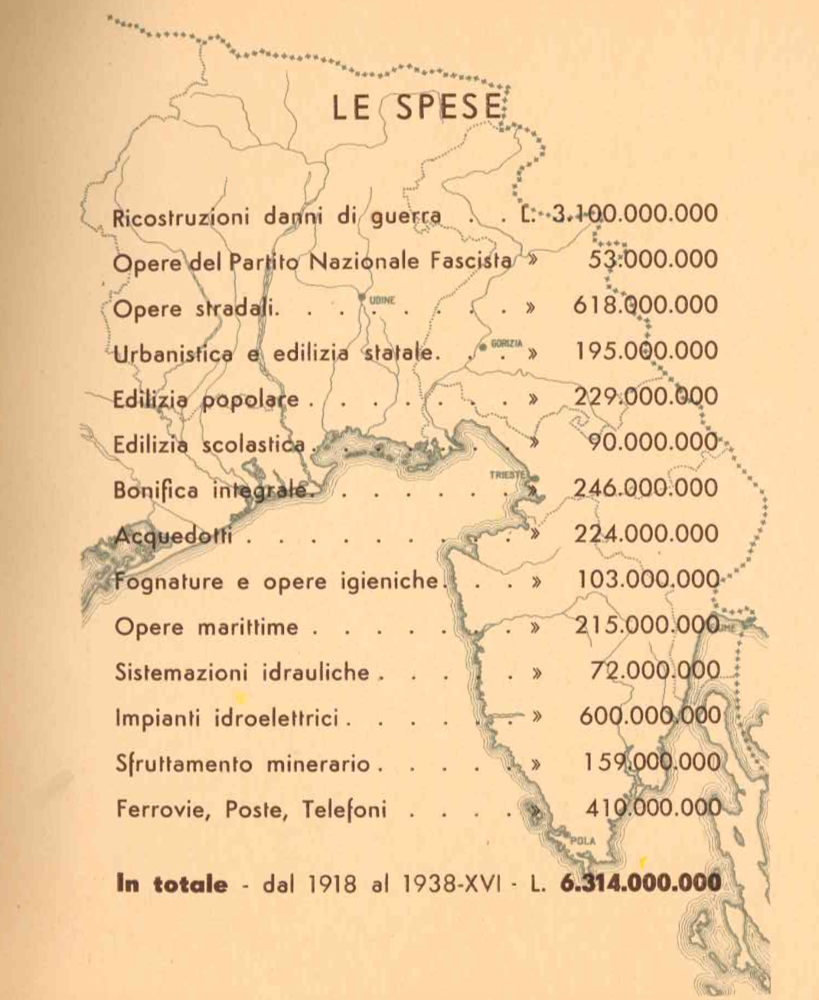 LE SPESE
Ricostruzioni danni di guerra . . L. 3.100.000.000
Opere del Partito Nazionale Fascista » 53.000.000
Opere stradali. . . . . . . . » 618.000.000
UDINE
Urbanistica e edilizia statale. . . » 195.000.000
GORIZIA
Edilizia popolare . . . . . . . » 229.000.000
Edilizia scolastica . . . . . . . » 90.000.000
TRIESTE
Bonifica integrale. . . . . . . » 246.000.000
Acquedotti . . . . . . . . . » 224.000.000
Fognature e opere igieniche. . . » 103.000.000
Opere marittime . . . . . . . » 215.000.000
Sistemazioni idrauliche . . . . . » 72.000.000
Impianti idroelettrici . . . . . . » 600.000.000
Sfruttamento minerario . . . . . » 159.000.000
Ferrovie, Poste, Telefoni . . . . » 410.000.000
POLA
In totale - dal 1918 al 1938-XVI - L. 6.314.000.000